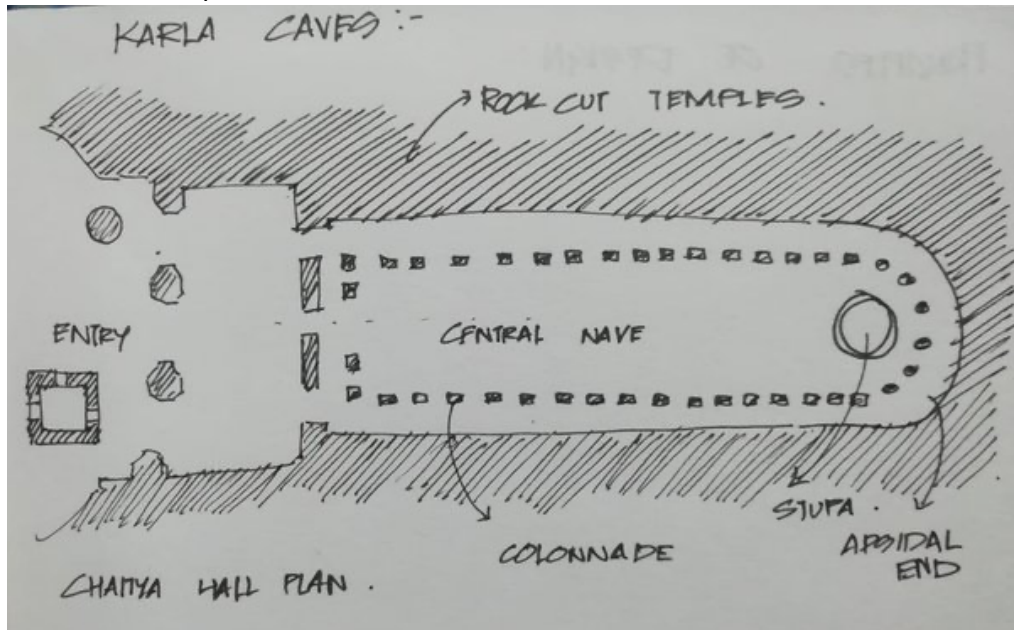 KARLA CAVES :-
ROCK CUT TEMPLES .
ENTRY
CENTRAL NAVE
STUPA .
COLONNADE
APSIDAL
END
CHAITYA HALL PLAN .